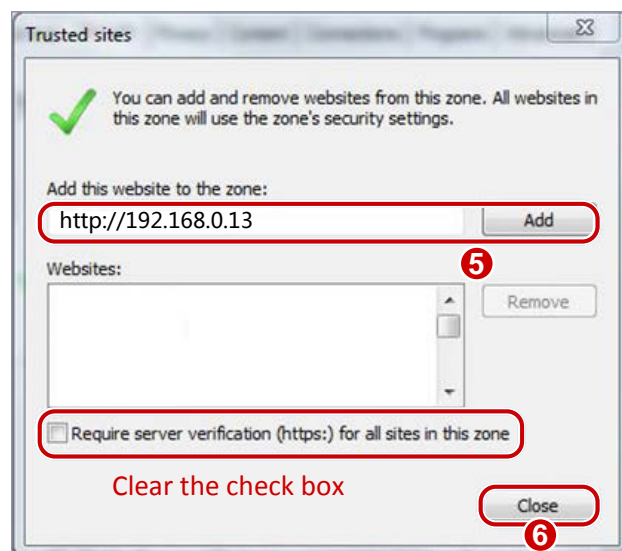 Trusted sites
You can add and remove websites from this zone. All websites in
this zone will use the zone's security settings.
Add this website to the zone:
http://192.168.0.13
Add
5
Websites:
Remove
Require server verification (https:) for all sites in this zone
Clear the check box
Close
6